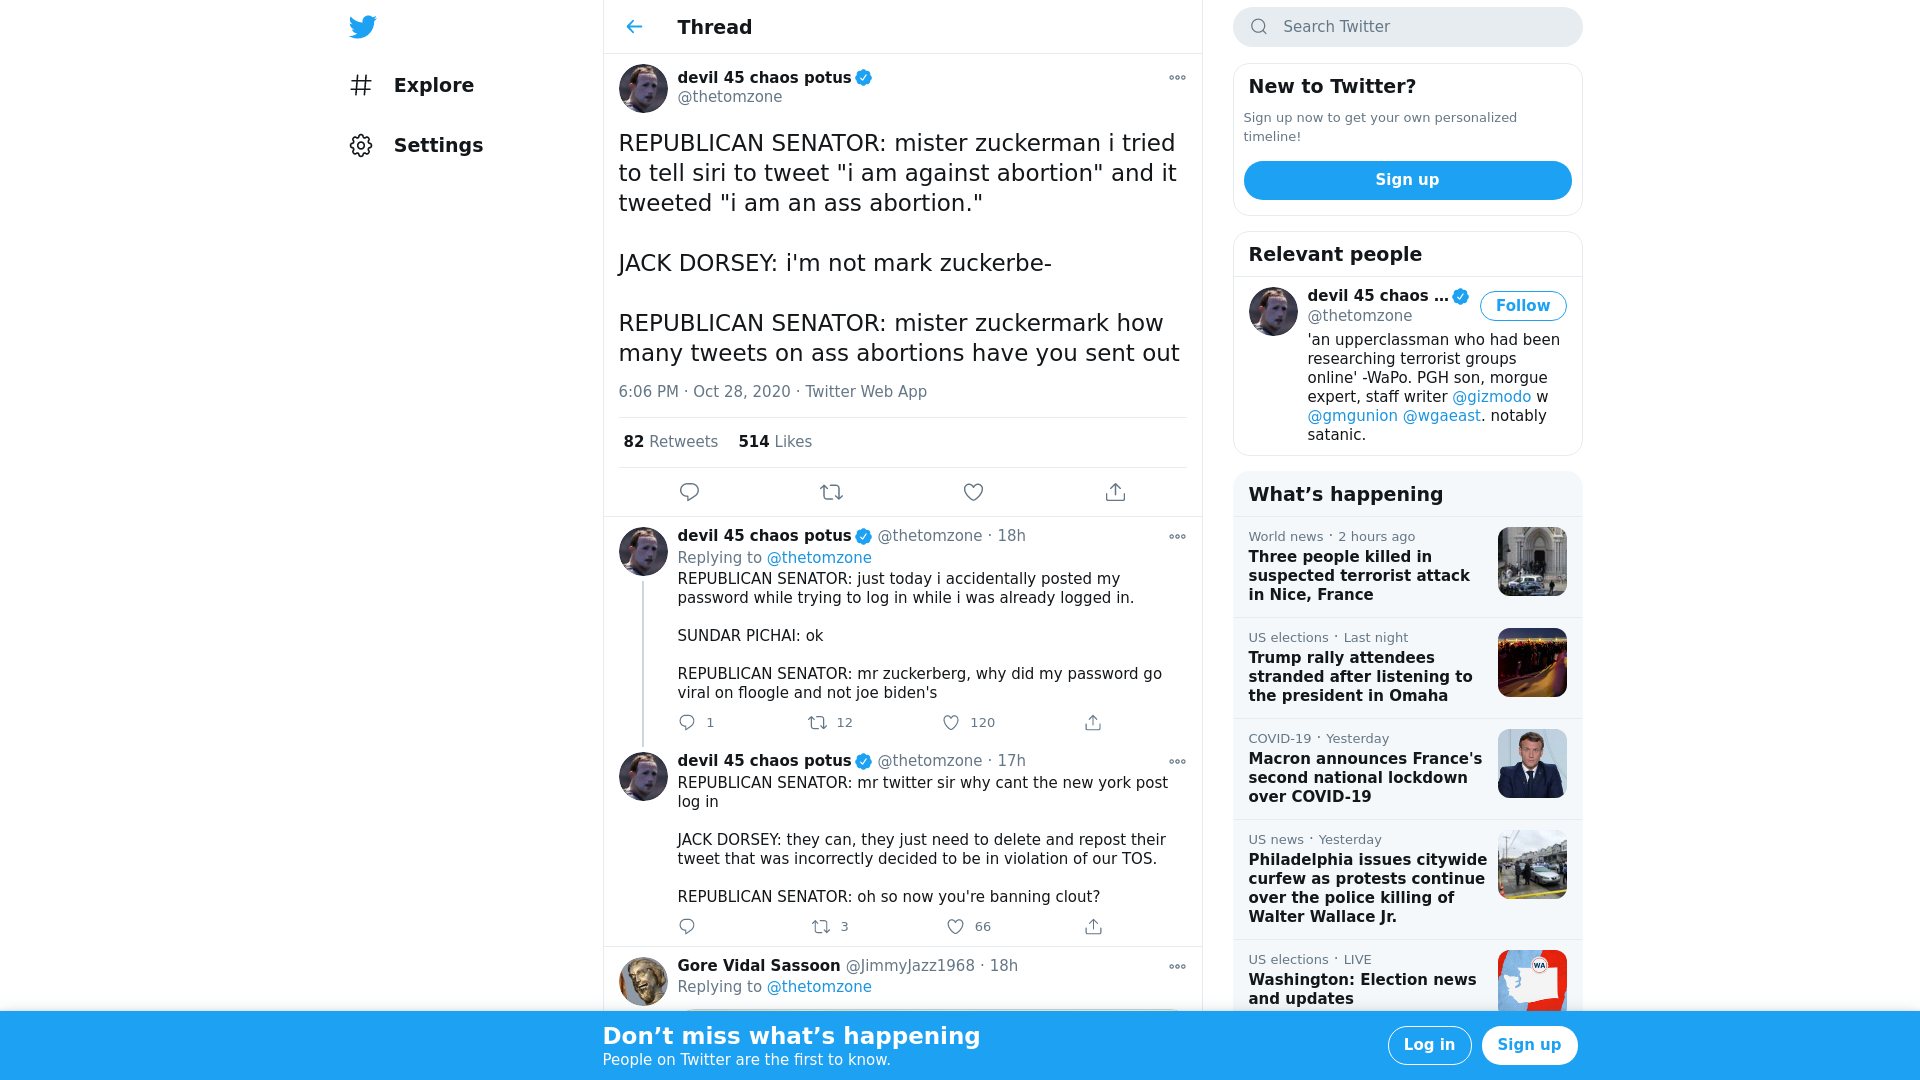 Explore
Settings
Thread
devil 45 chaos potus
@thetomzone
REPUBLICAN SENATOR: mister zuckerman i tried
to tell siri to tweet "i am against abortion" and it
tweeted "i am an ass abortion."
JACK DORSEY: i'm not mark zuckerbe-
REPUBLICAN SENATOR: mister zuckermark how
many tweets on ass abortions have you sent out
6:06 PM · Oct 28, 2020 · Twitter Web App
82 Retweets 514 Likes
devil 45 chaos potus @thetomzone · 18h
Replying to @thetomzone
REPUBLICAN SENATOR: just today i accidentally posted my
password while trying to log in while i was already logged in.
SUNDAR PICHAI: ok
REPUBLICAN SENATOR: mr zuckerberg, why did my password go
viral on floogle and not joe biden's
1 12 120
devil 45 chaos potus @thetomzone · 17h
REPUBLICAN SENATOR: mr twitter sir why cant the new york post
log in
JACK DORSEY: they can, they just need to delete and repost their
tweet that was incorrectly decided to be in violation of our TOS.
REPUBLICAN SENATOR: oh so now you're banning clout?
3 66
Gore Vidal Sassoon @JimmyJazz1968 · 18h
Replying to @thetomzone
Search Twitter
New to Twitter?
Sign up now to get your own personalized
timeline!
Sign up
Relevant people
devil 45 chaos ...
Follow
@thetomzone
'an upperclassman who had been
researching terrorist groups
online' -WaPo. PGH son, morgue
expert, staff writer @gizmodo w
@gmgunion @wgaeast. notably
satanic.
What's happening
World news · 2 hours ago
Three people killed in
suspected terrorist attack
in Nice, France
US elections · Last night
Trump rally attendees
stranded after listening to
the president in Omaha
COVID-19 · Yesterday
Macron announces France's
second national lockdown
over COVID-19
US news · Yesterday
Philadelphia issues citywide
curfew as protests continue
over the police killing of
Walter Wallace Jr.
US elections · LIVE
Washington: Election news
and updates
WA
Don't miss what's happening
People on Twitter are the first to know.
Log in
Sign up